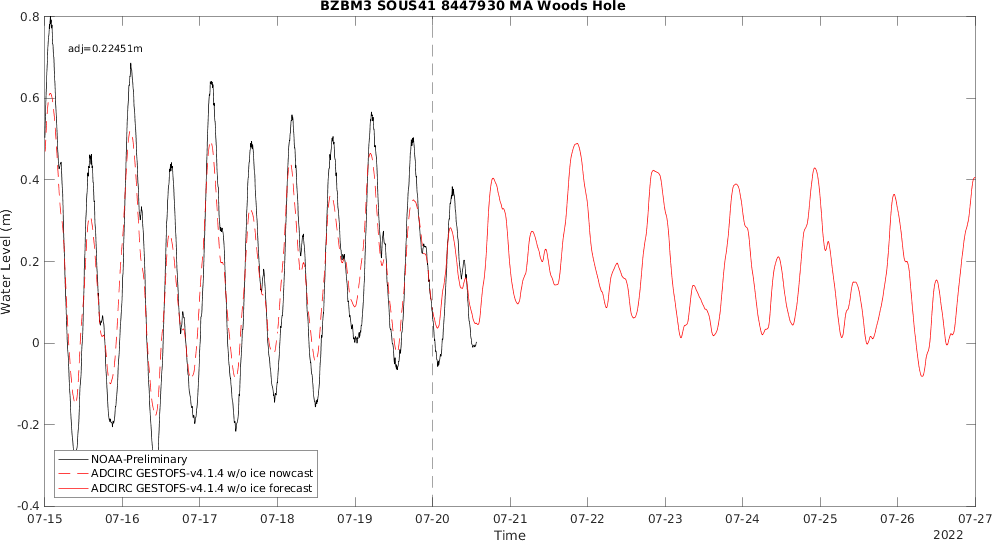 BZBM3 SOUS41 8447930 MA Woods Hole
adj=0.22451m
0.8
0.6
0.4
0.2
0
-0.2
-0.4
Water Level (m)
NOAA-Preliminary
ADCIRC GESTOFS-v4.1.4 w/o ice nowcast
ADCIRC GESTOFS-v4.1.4 w/o ice forecast
07-15 07-16 07-17 07-18 07-19 07-20 07-21 07-22 07-23 07-24 07-25 07-26 07-27
Time
2022